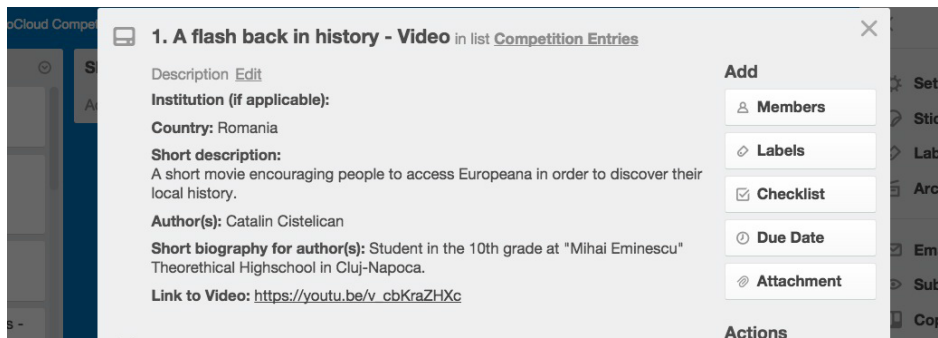 oCloud Compet
1. A flash back in history - Video in list Competition Entries
Description Edit
Institution (if applicable):
Country: Romania
Short description:
A short movie encouraging people to access Europeana in order to discover their
local history.
Author(s): Catalin Cistelican
Short biography for author(s): Student in the 10th grade at "Mihai Eminescu"
Theorethical Highschool in Cluj-Napoca.
Link to Video: https://youtu.be/v_cbKraZHXc
Add
Members
Labels
Checklist
Due Date
Attachment
Actions
Set
Stic
Lab
Arc
Em
Sub
Cop
s -